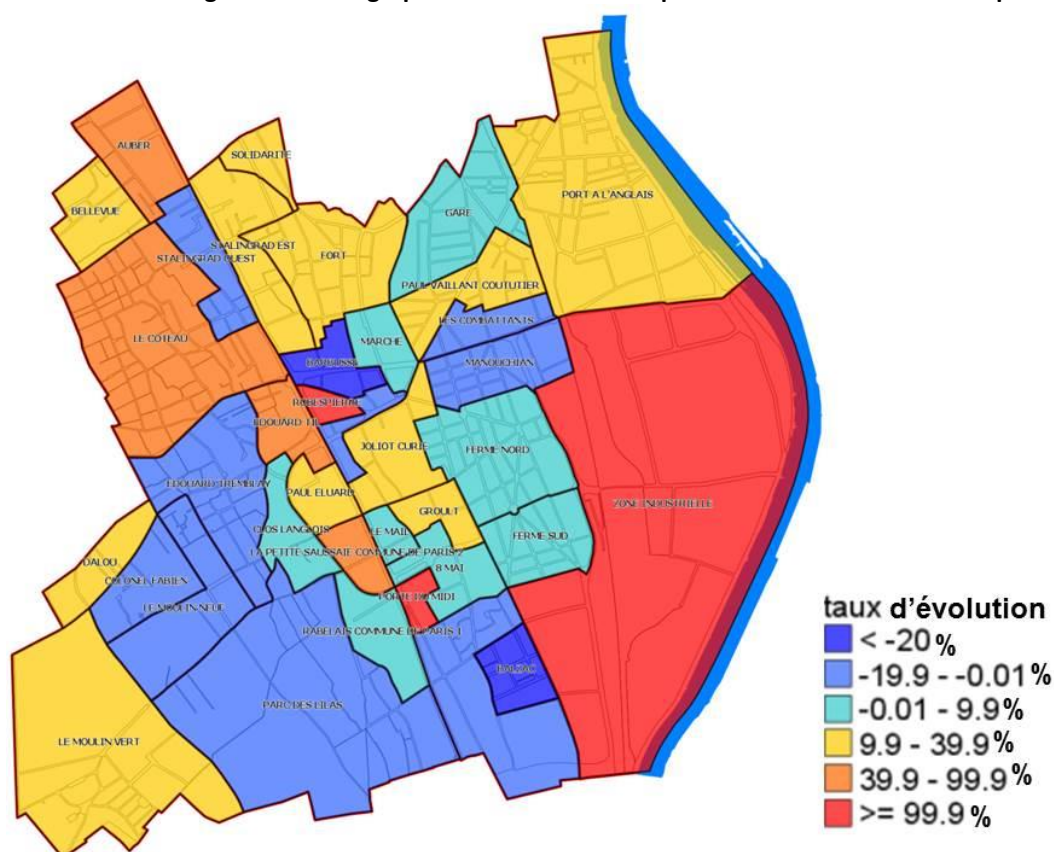 AUBER
SOLIDARITE
BELLEVUE
PORT A L'ANGLAIS
GARE
STALINGRAD EST
STALINGRAD OUEST
FORT
PAUL VAILLANT COUTUTIER
LES COMBATTANTS
LE COTEAU
MARCHE
BARBUSSE
MANOUCHIAN
ROBESPIERRE
EDOUARD TIL
JOLIOT CURIE
FERME NORD
EDOUARD TREMBLAY
PAUL ELUARD
ZONE INDUSTRIELLE
GROULT
CLOS LANGLOIS
LE MAIL
FERME SUD
LA PETITE SAUSSAIE COMMUNE DE PARIS 2
DALOU
8 MAI
COLONEL FABIEN
PORTE DU MIDI
LE MOULIN NEUF
RABELAIS COMMUNE DE PARIS 1
BALZAC
PARC DES LILAS
LE MOULIN VERT
taux d’évolution
< -20 %
-19.9 - -0.01 %
-0.01 - 9.9 %
9.9 - 39.9 %
39.9 - 99.9 %
>= 99.9 %